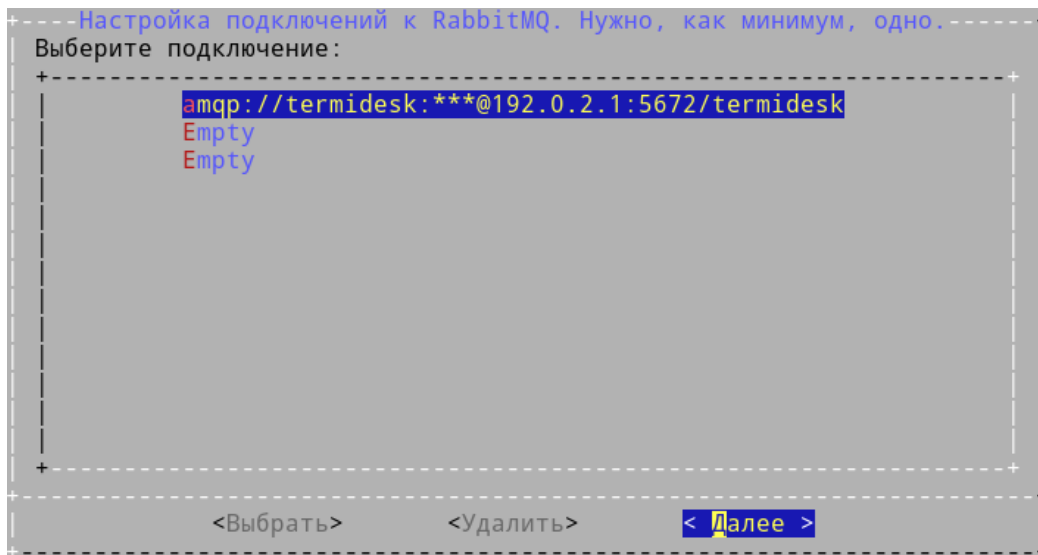 Настройка подключений к RabbitMQ. Нужно, как минимум, одно.
Выберите подключение:
amqp://termidesk:***@192.0.2.1:5672/termidesk
Empty
Empty
<Выбрать> <Удалить> < Далее >